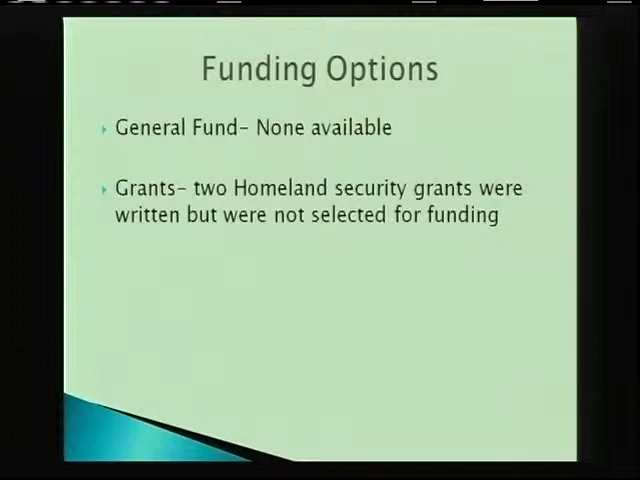 Funding Options
General Fund- None available
Grants- two Homeland security grants were
written but were not selected for funding